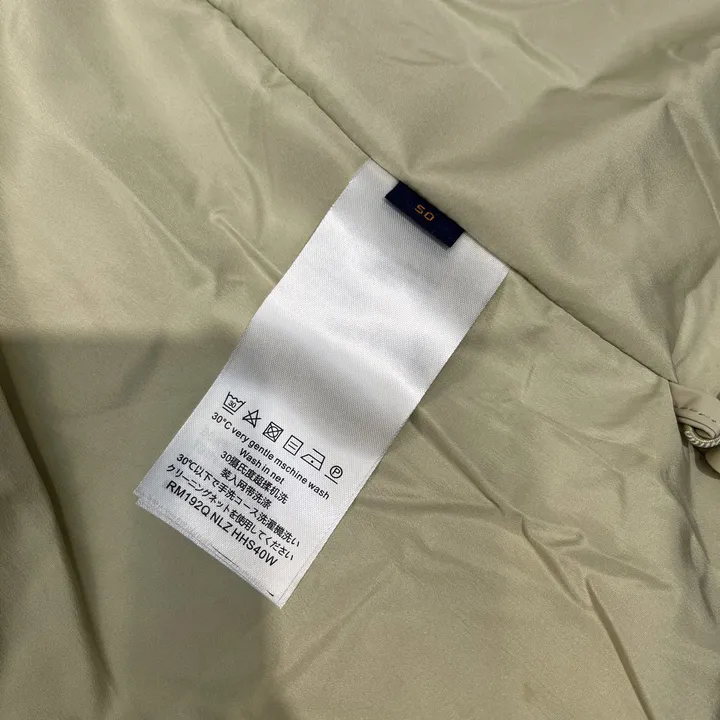 50
30
30°C very gentle mschine wash
Wash in net
30摄氏度超揉机洗
装入网带洗涤
30℃以下で手洗コース洗濯機洗い
クリーニングネットを使用してください
RM192Q NLZ HHS40W